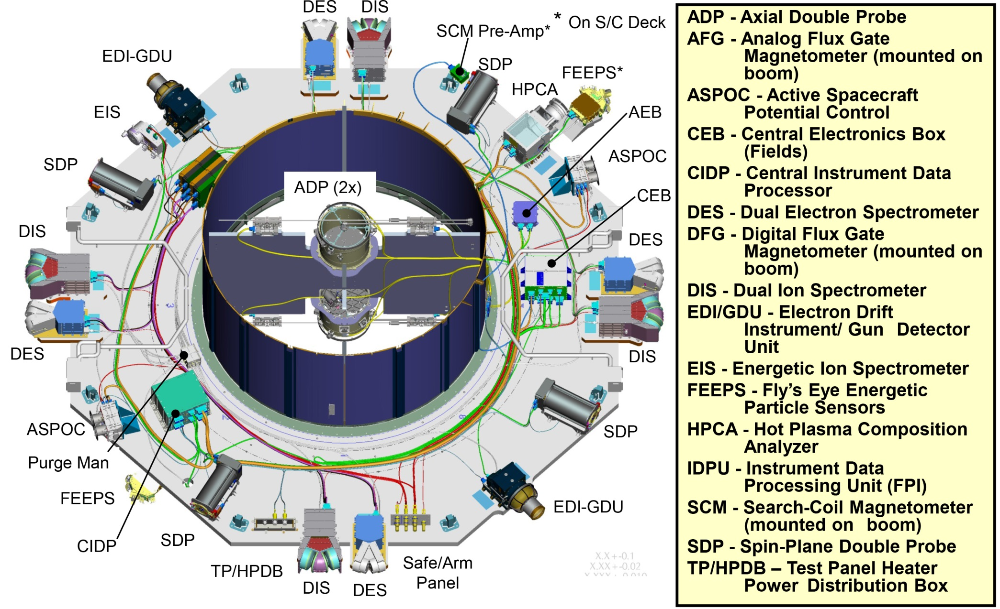 DES
DIS
* On S/C Deck
SCM Pre-Amp*
EDI-GDU
SDP
FEEPS*
HPCA
EIS
AEB
ASPOC
SDP
ADP (2x)
CEB
DIS
DES
DES
DIS
ASPOC
SDP
Purge Man
FEEPS
EDI-GDU
CIDP
SDP
TP/HPDB
DIS
DES
Safe/Arm
Panel
3
2
1
8
X.X+-0.1
X.XX+-0.02
X.XXX+-0.010
ADP - Axial Double Probe
AFG - Analog Flux Gate
Magnetometer (mounted on
boom)
ASPOC - Active Spacecraft
Potential Control
CEB - Central Electronics Box
(Fields)
CIDP - Central Instrument Data
Processor
DES - Dual Electron Spectrometer
DFG - Digital Flux Gate
Magnetometer (mounted on
boom)
DIS - Dual Ion Spectrometer
EDI/GDU - Electron Drift
Instrument/ Gun Detector
Unit
EIS - Energetic Ion Spectrometer
FEEPS - Fly’s Eye Energetic
Particle Sensors
HPCA - Hot Plasma Composition
Analyzer
IDPU - Instrument Data
Processing Unit (FPI)
SCM - Search-Coil Magnetometer
(mounted on boom)
SDP - Spin-Plane Double Probe
TP/HPDB – Test Panel Heater
Power Distribution Box